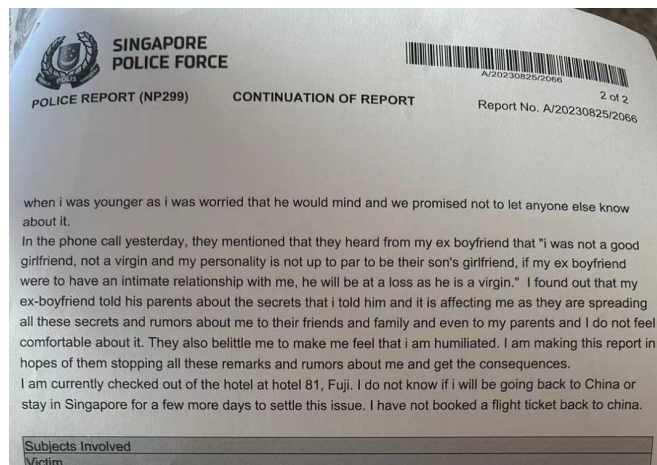 SINGAPORE
POLICE FORCE
A/20230825/2066
2 of 2
POLICE REPORT (NP299)
CONTINUATION OF REPORT
Report No. A/20230825/2066
when i was younger as i was worried that he would mind and we promised not to let anyone else know
about it.
In the phone call yesterday, they mentioned that they heard from my ex boyfriend that "i was not a good
girlfriend, not a virgin and my personality is not up to par to be their son's girlfriend, if my ex boyfriend
were to have an intimate relationship with me, he will be at a loss as he is a virgin." I found out that my
ex-boyfriend told his parents about the secrets that i told him and it is affecting me as they are spreading
all these secrets and rumors about me to their friends and family and even to my parents and I do not feel
comfortable about it. They also belittle me to make me feel that i am humiliated. I am making this report in
hopes of them stopping all these remarks and rumors about me and get the consequences.
I am currently checked out of the hotel at hotel 81, Fuji. I do not know if i will be going back to China or
stay in Singapore for a few more days to settle this issue. I have not booked a flight ticket back to china.
Subjects Involved
Victim